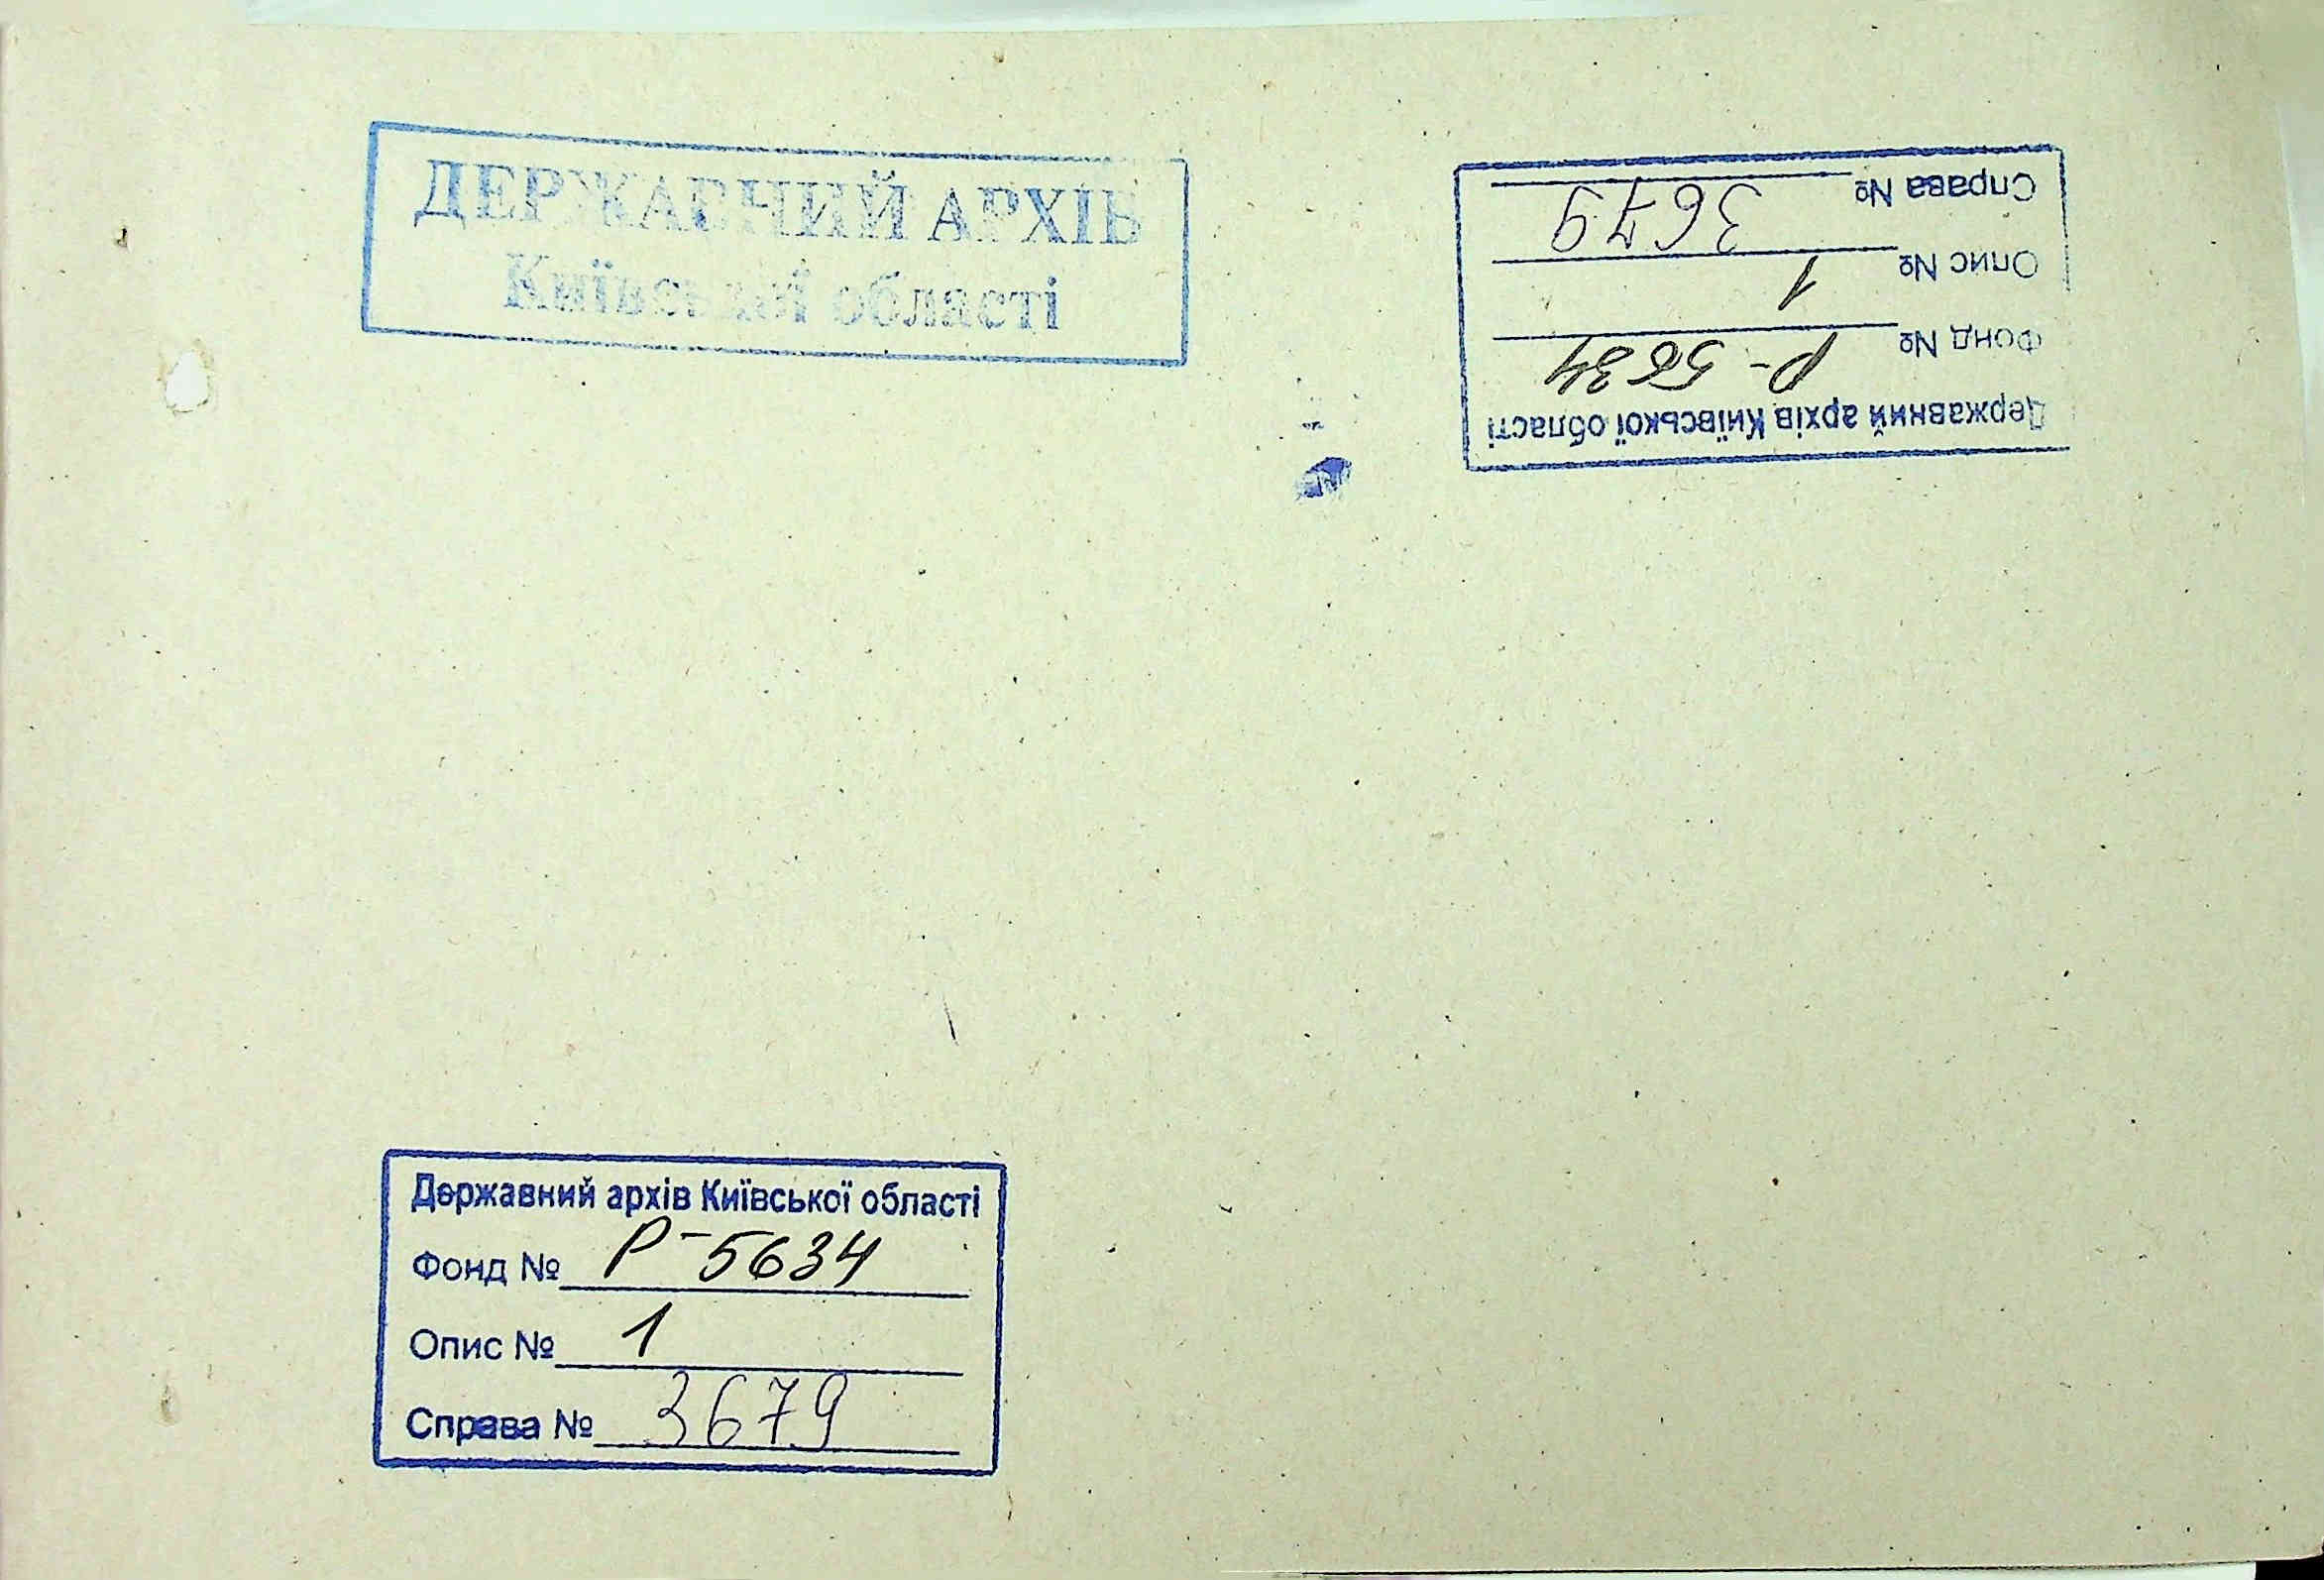 ДЕРЖАВНИЙ АРХІВ
Київської області
Державний архів Київської області
Фонд № Р-5634
Опис № 1
Справа № 3679
Державний архів Київської області
Фонд № Р-5634
Опис № 1
Справа № 3679